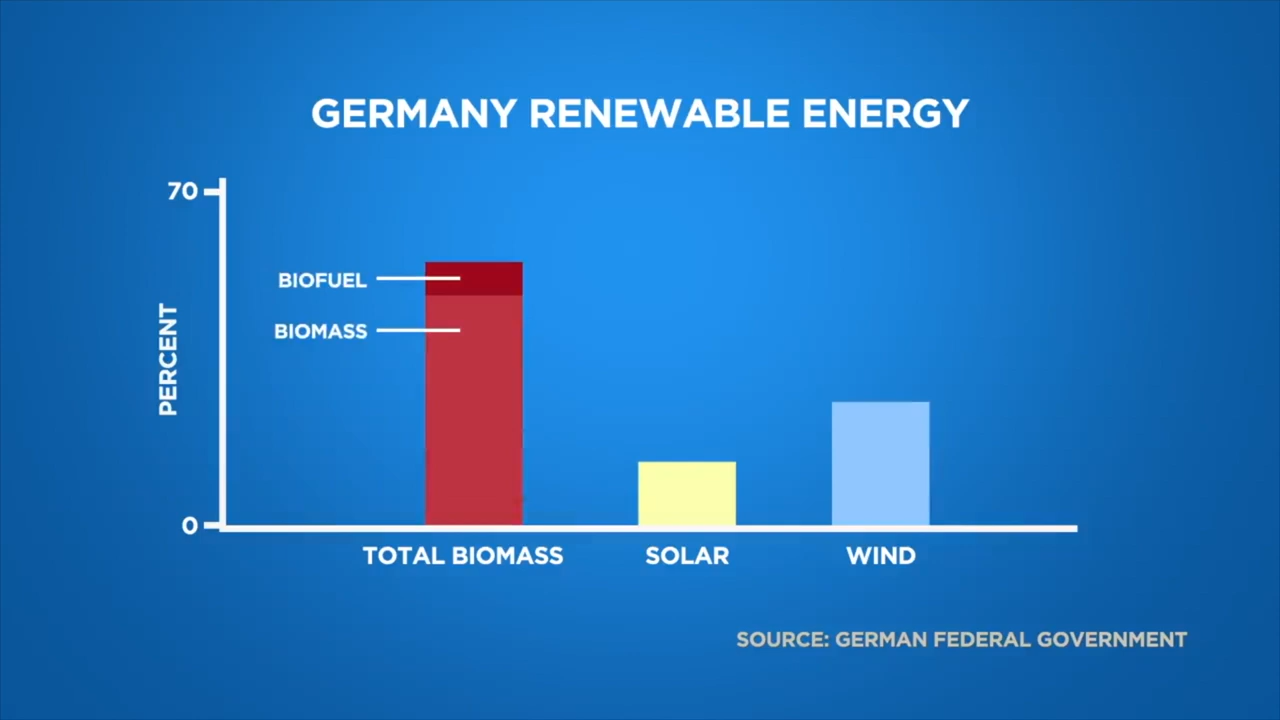 GERMANY RENEWABLE ENERGY
70
BIOFUEL
BIOMASS
PERCENT
0
TOTAL BIOMASS
SOLAR
WIND
SOURCE: GERMAN FEDERAL GOVERNMENT